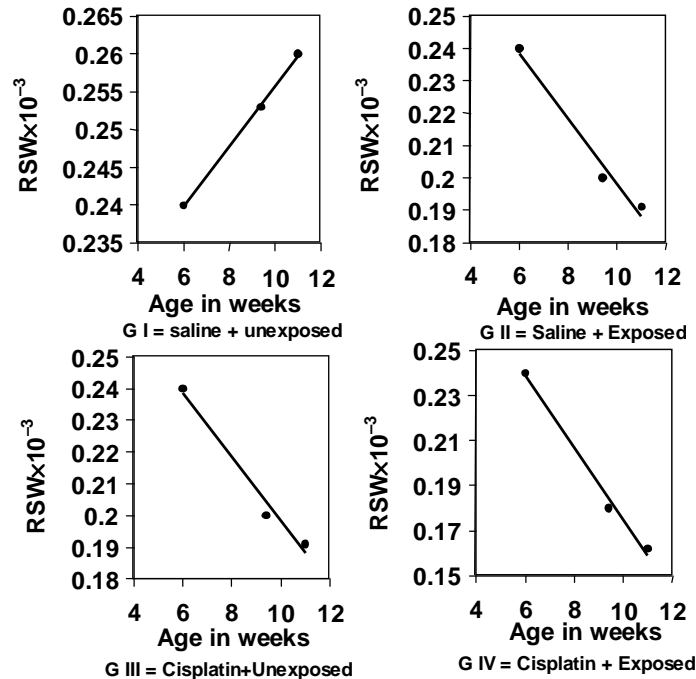 0.265
0.26
0.255
0.25
0.245
0.24
0.235
RSW×10⁻³
4 6 8 10 12
Age in weeks
G I = saline + unexposed
0.25
0.24
0.23
0.22
0.21
0.2
0.19
0.18
RSW×10⁻³
4 6 8 10 12
Age in weeks
G II = Saline + Exposed
0.25
0.24
0.23
0.22
0.21
0.2
0.19
0.18
RSW×10⁻³
4 6 8 10 12
Age in weeks
G III = Cisplatin+Unexposed
0.25
0.23
0.21
0.19
0.17
0.15
RSW×10⁻³
4 6 8 10 12
Age in weeks
G IV = Cisplatin + Exposed